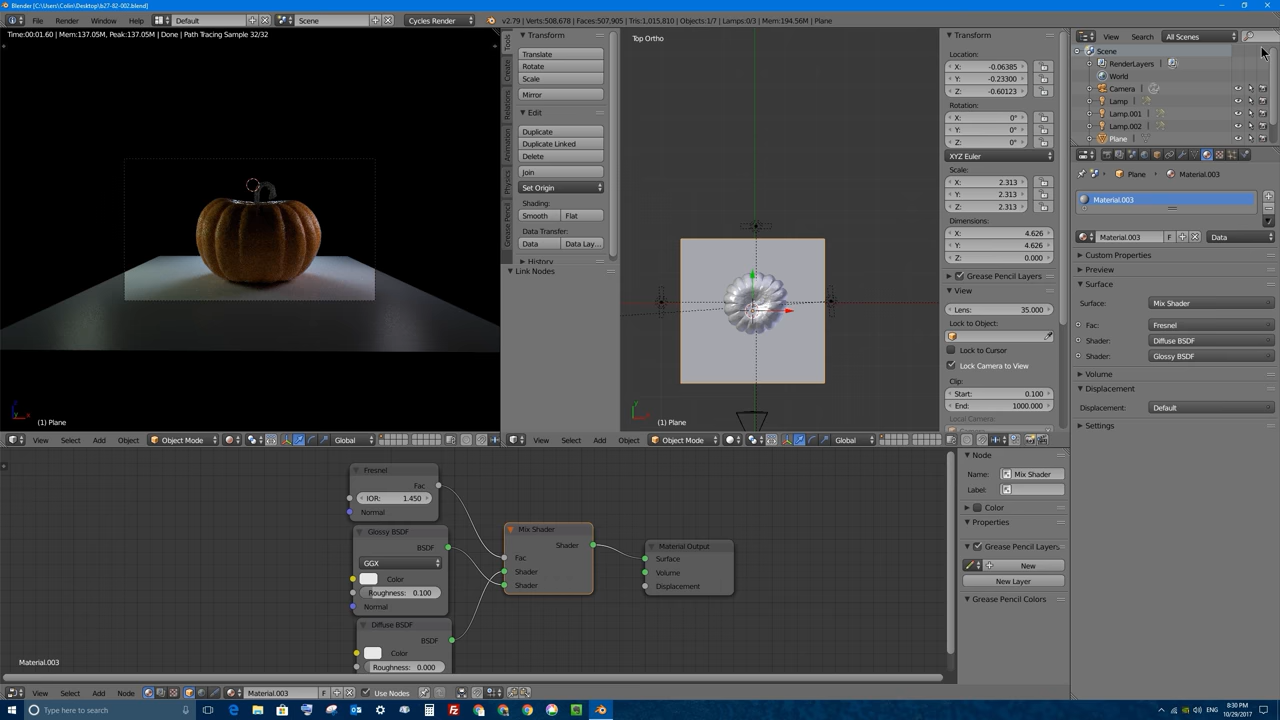 Blender [C:\Users\Colin\Desktop\b27-82-002.blend]
File Render Window Help Default Scene Cycles Render v2.79 | Verts:508,678 | Faces:507,905 | Tris:1,015,810 | Objects:1/7 | Lamps:0/3 | Mem:194.56M | Plane
Time:00:01.60 | Mem:137.05M, Peak:137.05M | Done | Path Tracing Sample 32/32
(1) Plane
View Select Add Object Object Mode Global
Tools
Create
Relations
Animation
Physics
Grease Pencil
Transform
Translate
Rotate
Scale
Mirror
Edit
Duplicate
Duplicate Linked
Delete
Join
Set Origin
Shading:
Smooth Flat
Data Transfer:
Data Data Lay...
History
Link Nodes
Top Ortho
(1) Plane
View Select Add Object Object Mode Global
Transform
Location:
X: -0.06385
Y: -0.23300
Z: -0.60123
Rotation:
X: 0°
Y: 0°
Z: 0°
XYZ Euler
Scale:
X: 2.313
Y: 2.313
Z: 2.313
Dimensions:
X: 4.626
Y: 4.626
Z: 0.000
Grease Pencil Layers
View
Lens: 35.000
Lock to Object:
Lock to Cursor
Lock Camera to View
Clip:
Start: 0.100
End: 1000.000
Local Camera:
View Search All Scenes
Scene
RenderLayers
World
Camera
Lamp
Lamp.001
Lamp.002
Plane
Plane Material.003
Material.003
Material.003 F Data
Custom Properties
Preview
Surface
Surface: Mix Shader
Fac: Fresnel
Shader: Diffuse BSDF
Shader: Glossy BSDF
Volume
Displacement
Displacement: Default
Settings
Fresnel
Fac
IOR: 1.450
Normal
Glossy BSDF
BSDF
GGX
Color
Roughness: 0.100
Normal
Diffuse BSDF
BSDF
Color
Roughness: 0.000
Mix Shader
Shader
Fac
Shader
Shader
Material Output
Surface
Volume
Displacement
Material.003
View Select Add Node Material.003 F Use Nodes
Node
Name: Mix Shader
Label:
Color
Properties
Grease Pencil Layers
New
New Layer
Grease Pencil Colors
Type here to search
ENG
8:30 PM
10/29/2017